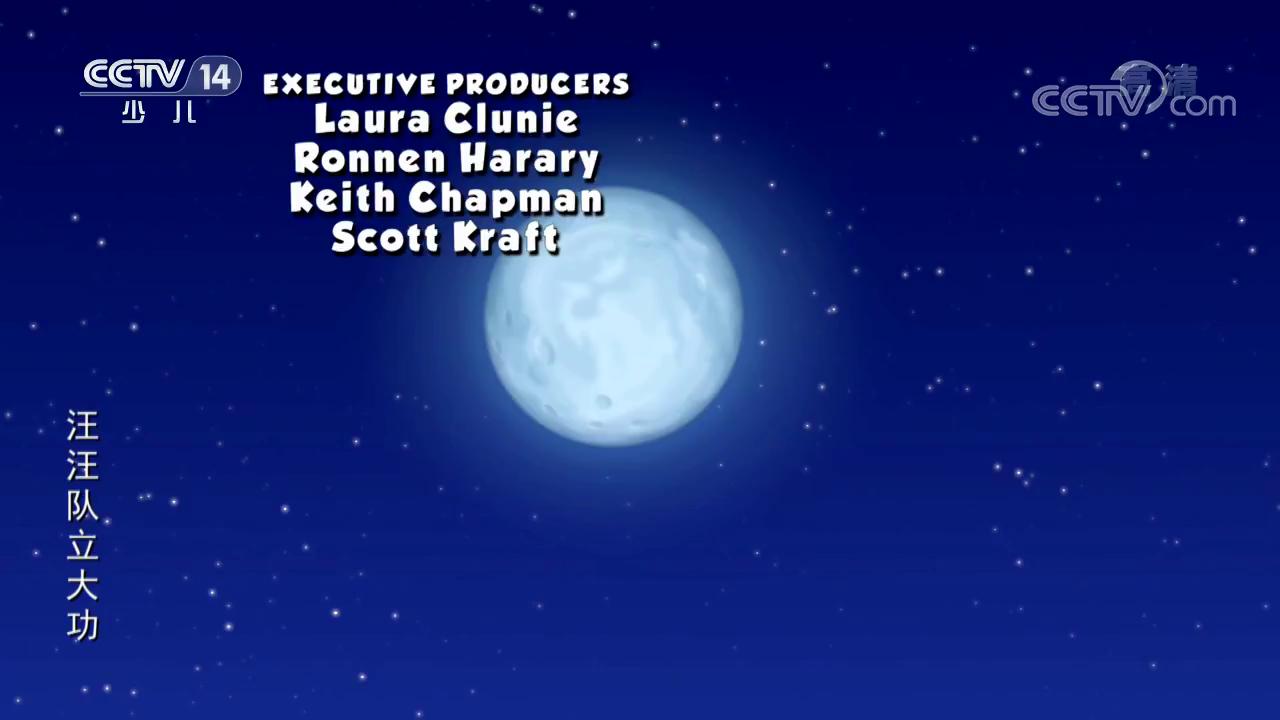 CCTV 14
少儿
EXECUTIVE PRODUCERS
Laura Clunie
Ronnen Harary
Keith Chapman
Scott Kraft
高清
CCTV.com
汪汪队立大功